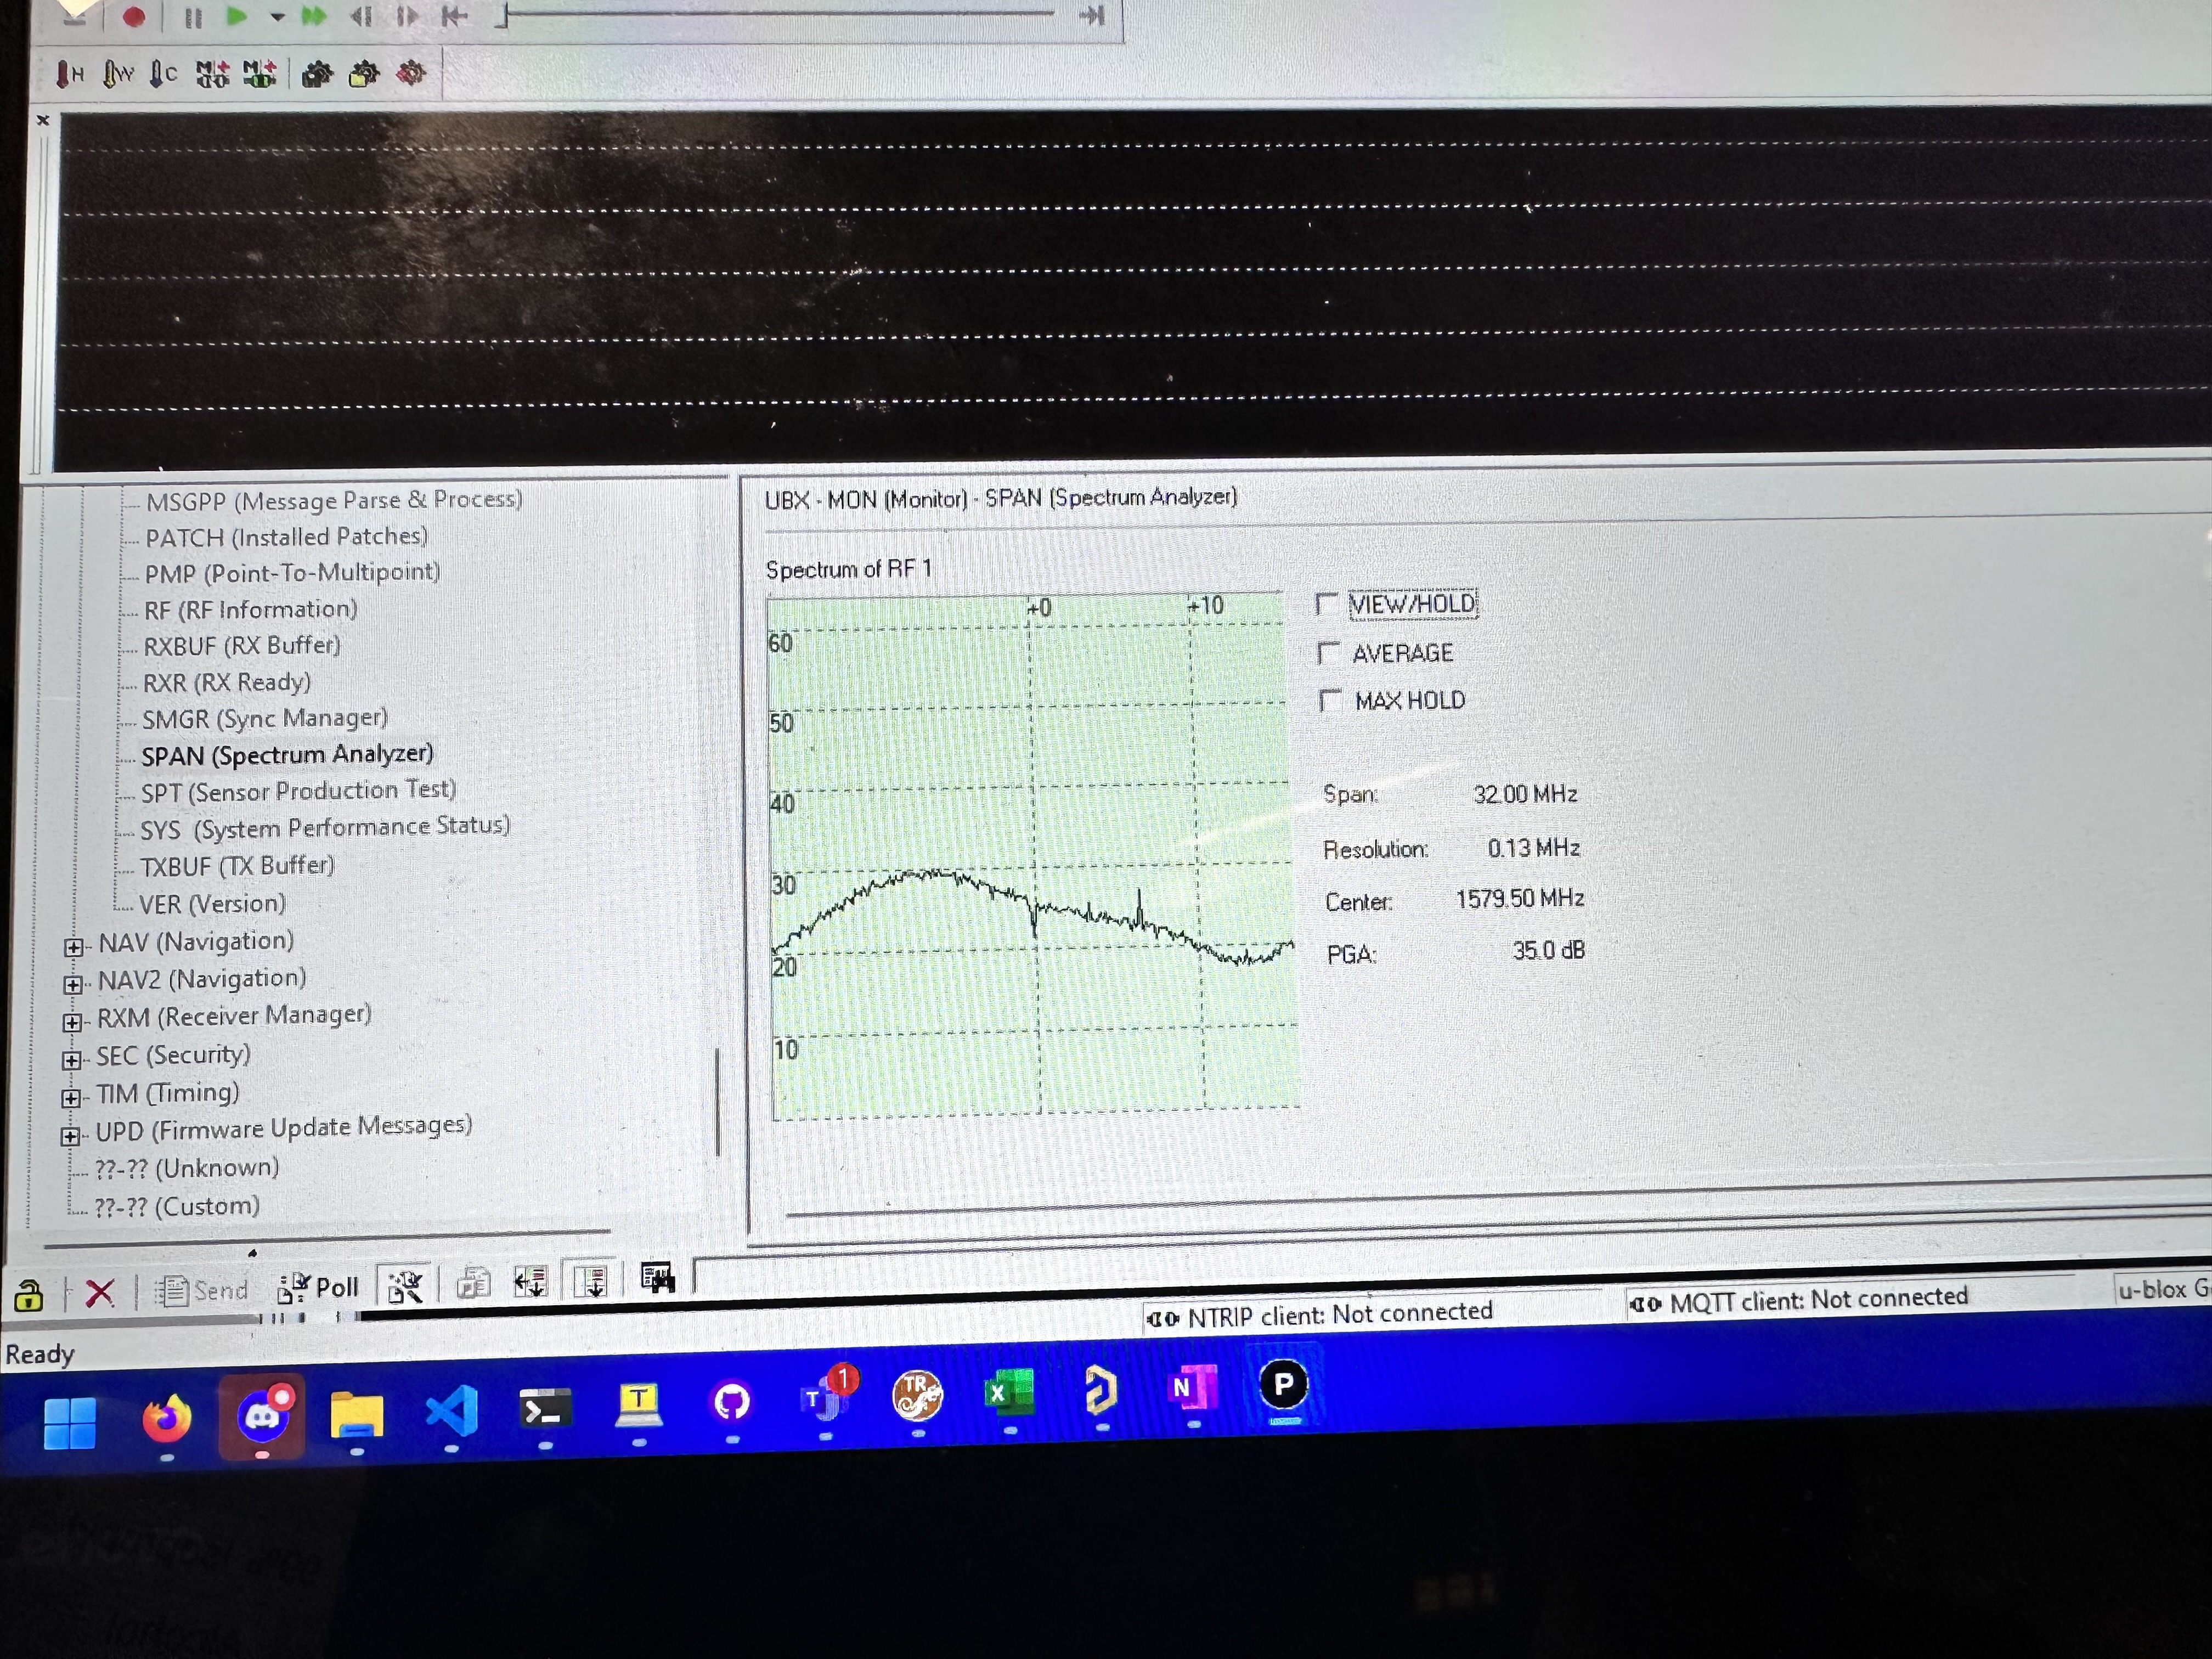 H W C M M
MSGPP (Message Parse & Process)
PATCH (Installed Patches)
PMP (Point-To-Multipoint)
RF (RF Information)
RXBUF (RX Buffer)
RXR (RX Ready)
SMGR (Sync Manager)
SPAN (Spectrum Analyzer)
SPT (Sensor Production Test)
SYS (System Performance Status)
TXBUF (TX Buffer)
VER (Version)
NAV (Navigation)
NAV2 (Navigation)
RXM (Receiver Manager)
SEC (Security)
TIM (Timing)
UPD (Firmware Update Messages)
??-?? (Unknown)
??-?? (Custom)
UBX - MON (Monitor) - SPAN (Spectrum Analyzer)
Spectrum of RF 1
+0 +10
60
50
40
30
20
10
VIEW/HOLD
AVERAGE
MAX HOLD
Span: 32.00 MHz
Resolution: 0.13 MHz
Center: 1579.50 MHz
PGA: 35.0 dB
Send Poll
NTRIP client: Not connected MQTT client: Not connected u-blox G
Ready
T T 1 TR X N P